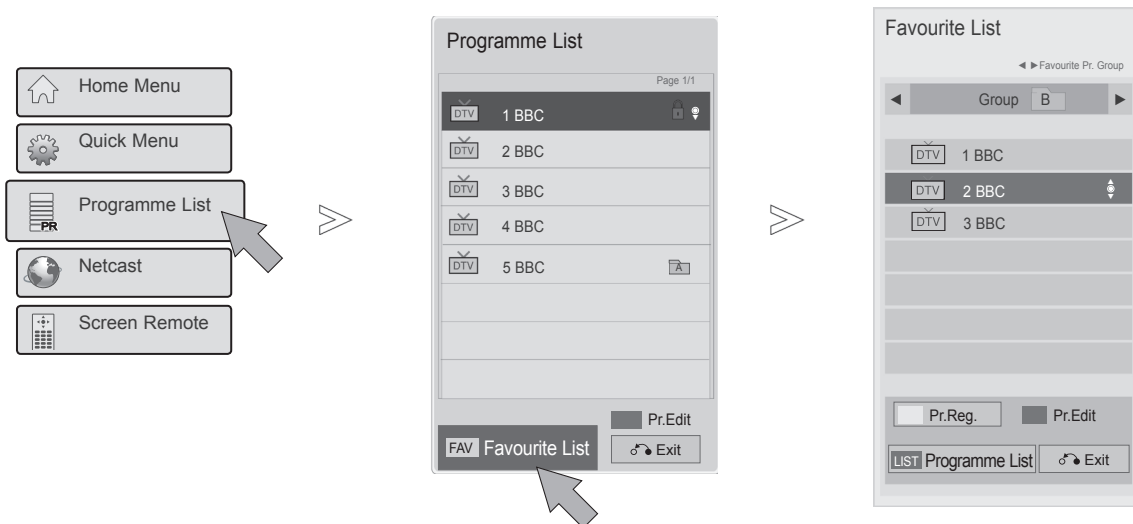 Home Menu
Quick Menu
PR
Programme List
Netcast
Screen Remote
Programme List
Page 1/1
DTV 1 BBC
DTV 2 BBC
DTV 3 BBC
DTV 4 BBC
DTV 5 BBC A
Pr.Edit
FAV Favourite List
Exit
Favourite List
◄ ►Favourite Pr. Group
◄ Group B ►
DTV 1 BBC
DTV 2 BBC
DTV 3 BBC
Pr.Reg. Pr.Edit
LIST Programme List Exit